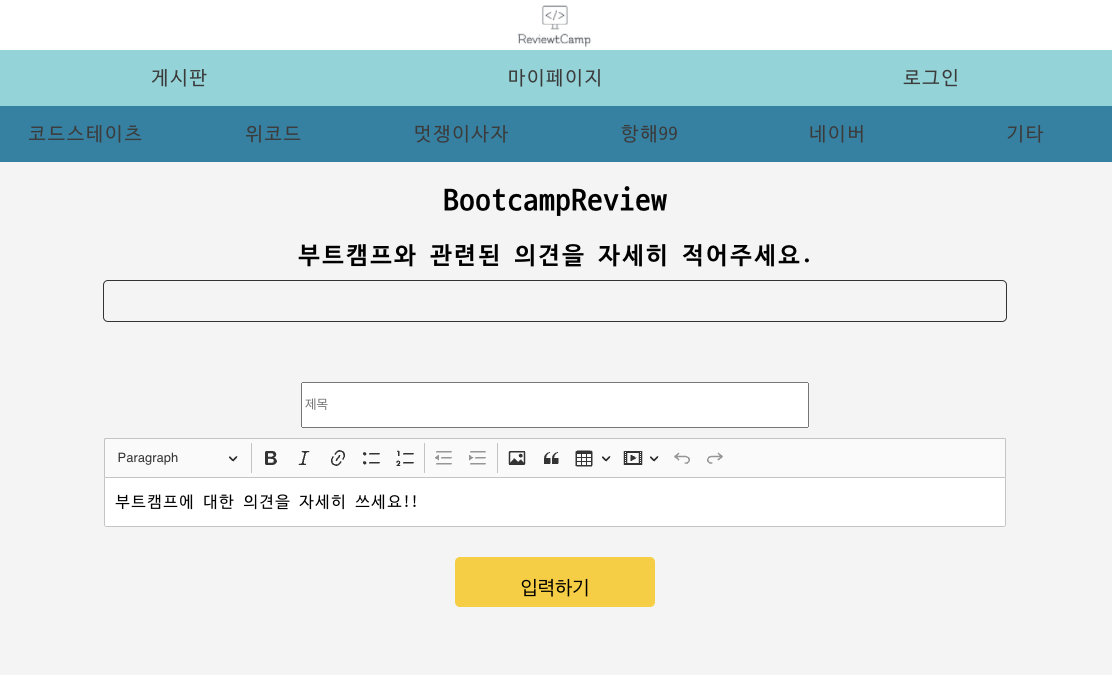 </>
ReviewtCamp
게시판 마이페이지 로그인
코드스테이츠 위코드 멋쟁이사자 항해99 네이버 기타
BootcampReview
부트캠프와 관련된 의견을 자세히 적어주세요.
제목
Paragraph
부트캠프에 대한 의견을 자세히 쓰세요!!
입력하기